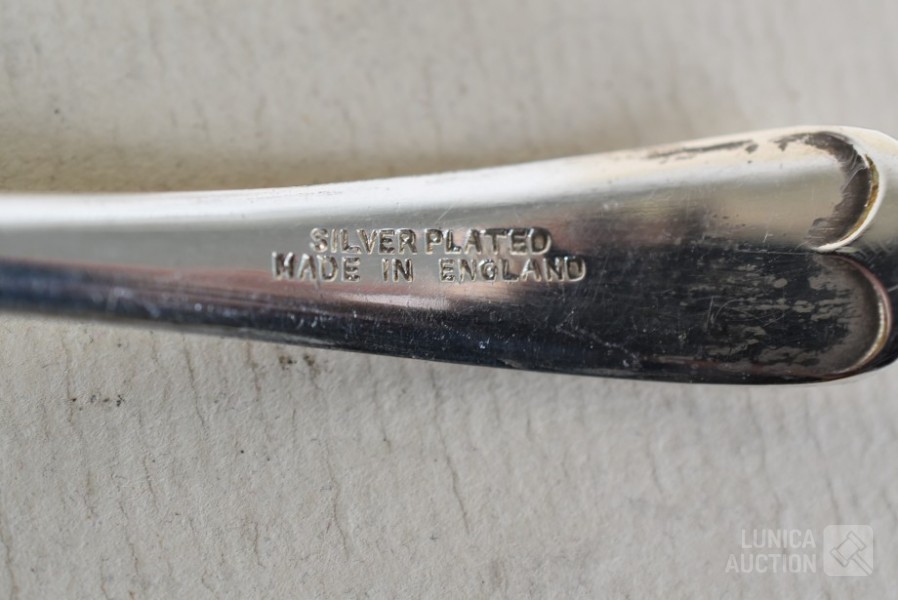 SILVER PLATED
MADE IN ENGLAND
LUNICA
AUCTION